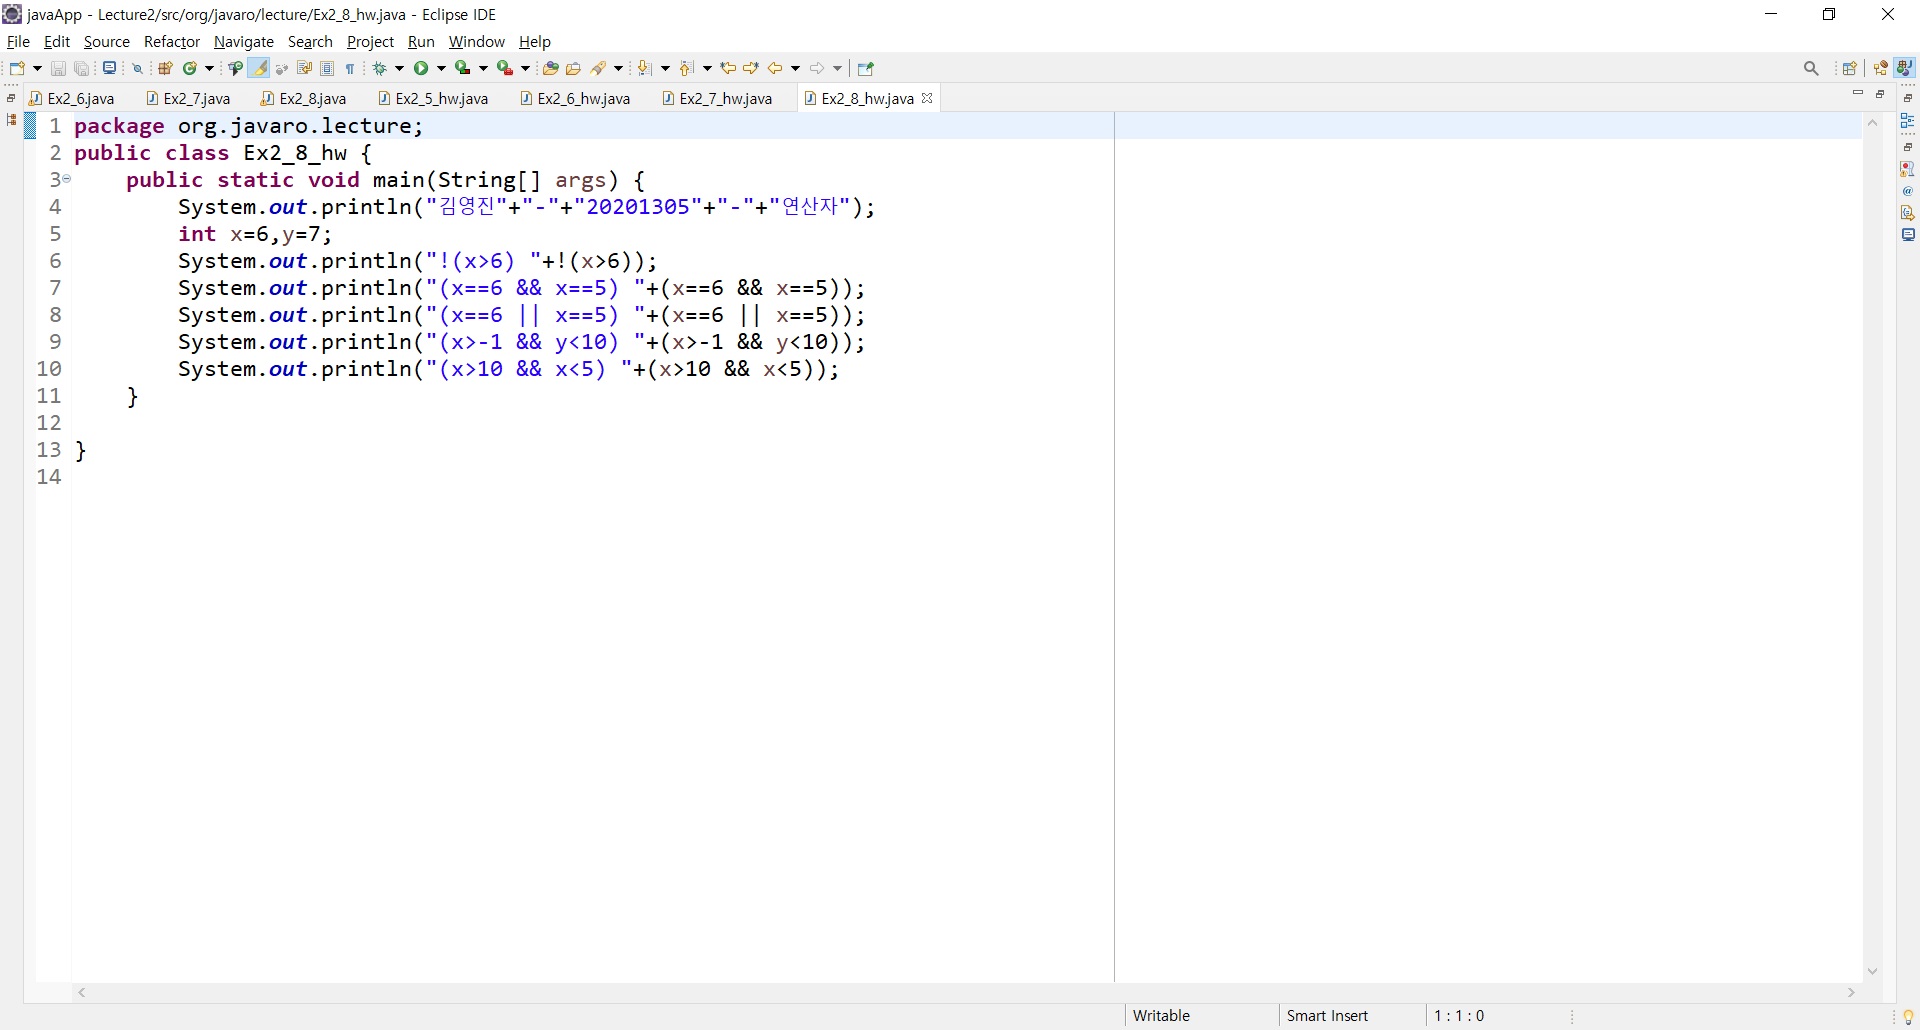 javaApp - Lecture2/src/org/javaro/lecture/Ex2_8_hw.java - Eclipse IDE
File Edit Source Refactor Navigate Search Project Run Window Help
Ex2_6.java Ex2_7.java Ex2_8.java Ex2_5_hw.java Ex2_6_hw.java Ex2_7_hw.java Ex2_8_hw.java
1 package org.javaro.lecture;
2 public class Ex2_8_hw {
3 public static void main(String[] args) {
4 System.out.println("김영진"+"-"+"20201305"+"-"+"연산자");
5 int x=6,y=7;
6 System.out.println("!(x>6) "+!(x>6));
7 System.out.println("(x==6 && x==5) "+(x==6 && x==5));
8 System.out.println("(x==6 || x==5) "+(x==6 || x==5));
9 System.out.println("(x>-1 && y<10) "+(x>-1 && y<10));
10 System.out.println("(x>10 && x<5) "+(x>10 && x<5));
11 }
12
13 }
14
Writable Smart Insert 1 : 1 : 0